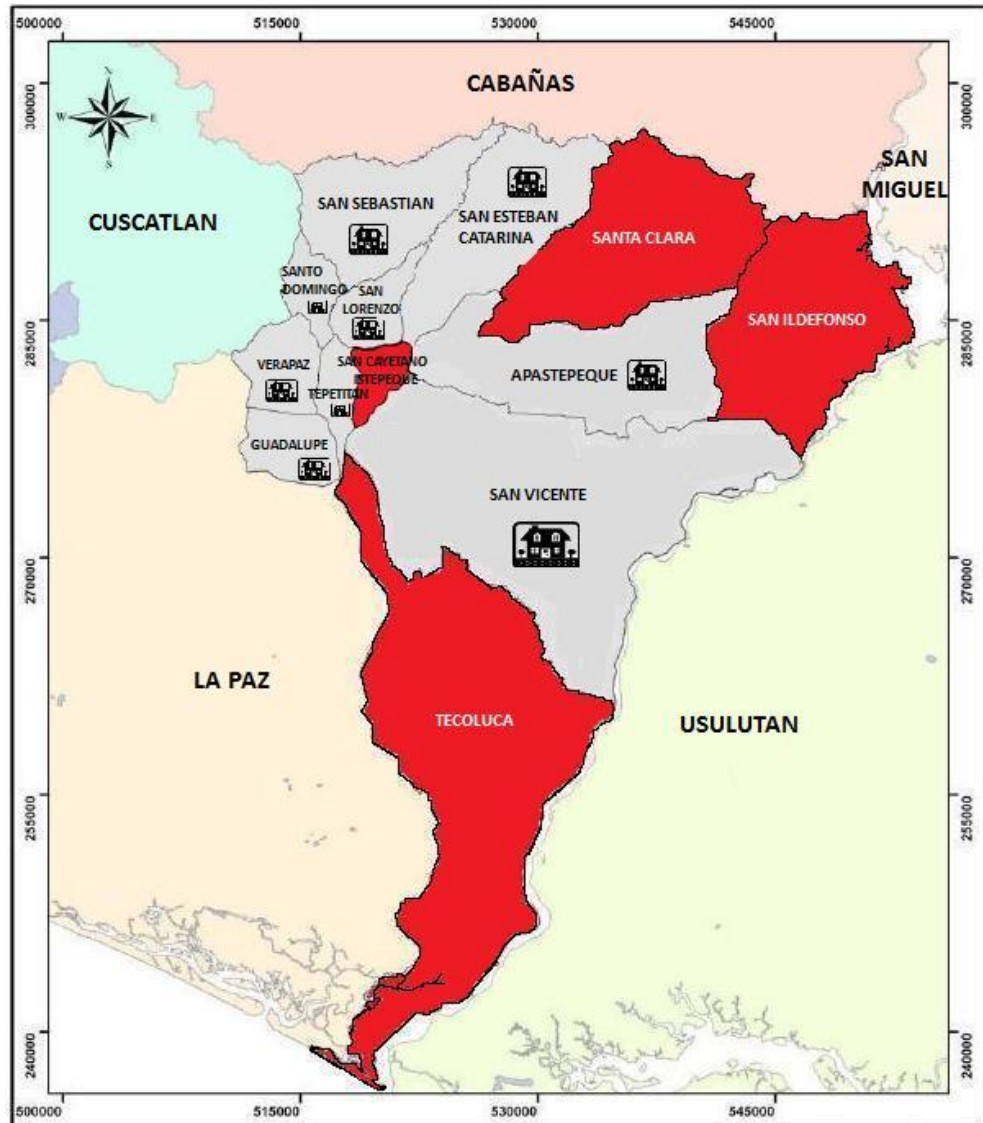 500000 515000 530000 545000
300000
285000
270000
255000
240000
300000
285000
270000
255000
240000
N
W E
S
CABAÑAS
SAN
MIGUEL
CUSCATLAN
SAN SEBASTIAN
SAN ESTEBAN
CATARINA
SANTA CLARA
SANTO
DOMINGO
SAN
LORENZO
SAN ILDEFONSO
VERAPAZ
SAN CAYETANO
ISTEPEQUE
TEPETITAN
APASTEPEQUE
GUADALUPE
SAN VICENTE
LA PAZ
TECOLUCA
USULUTAN
500000 515000 530000 545000